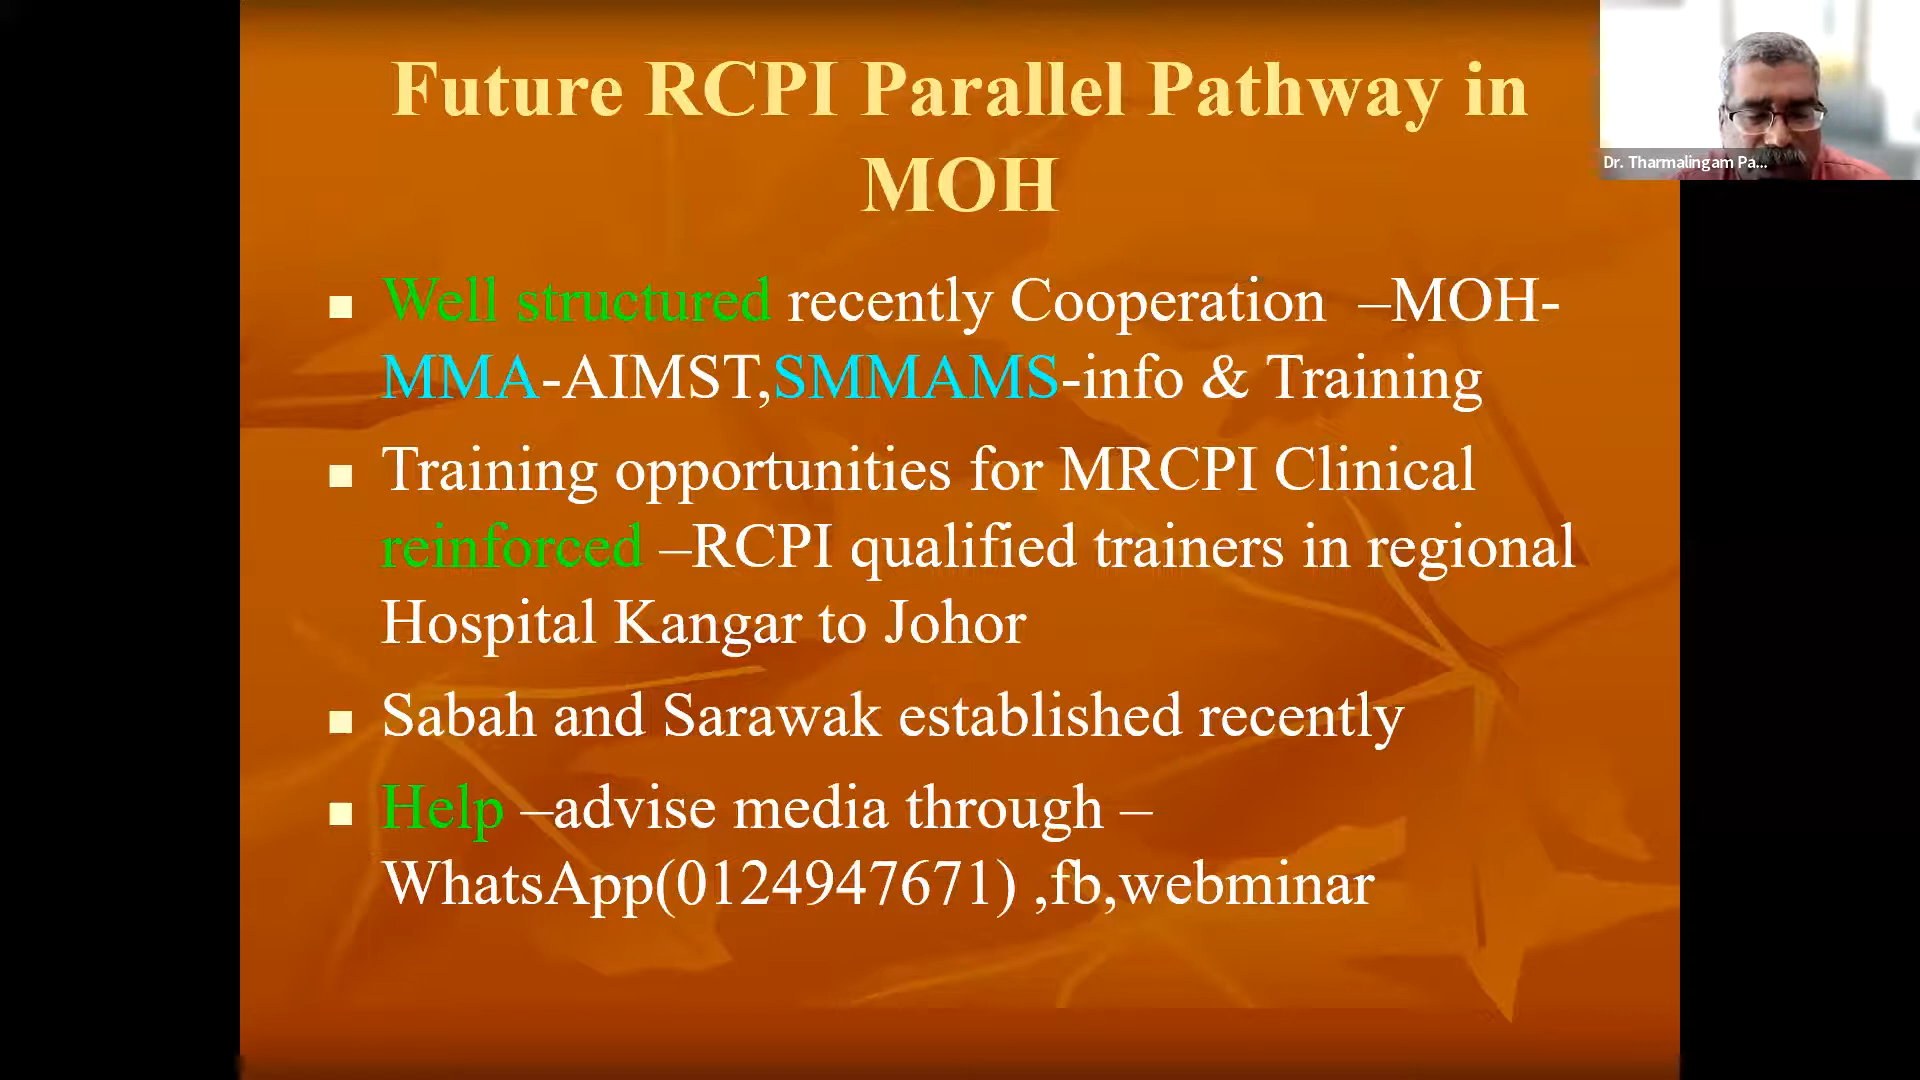 Future RCPI Parallel Pathway in
MOH
Well structured recently Cooperation –MOH-
MMA-AIMST,SMMAMS-info & Training
Training opportunities for MRCPI Clinical
reinforced –RCPI qualified trainers in regional
Hospital Kangar to Johor
Sabah and Sarawak established recently
Help –advise media through –
WhatsApp(0124947671) ,fb,webminar
Dr. Tharmalingam Pa...